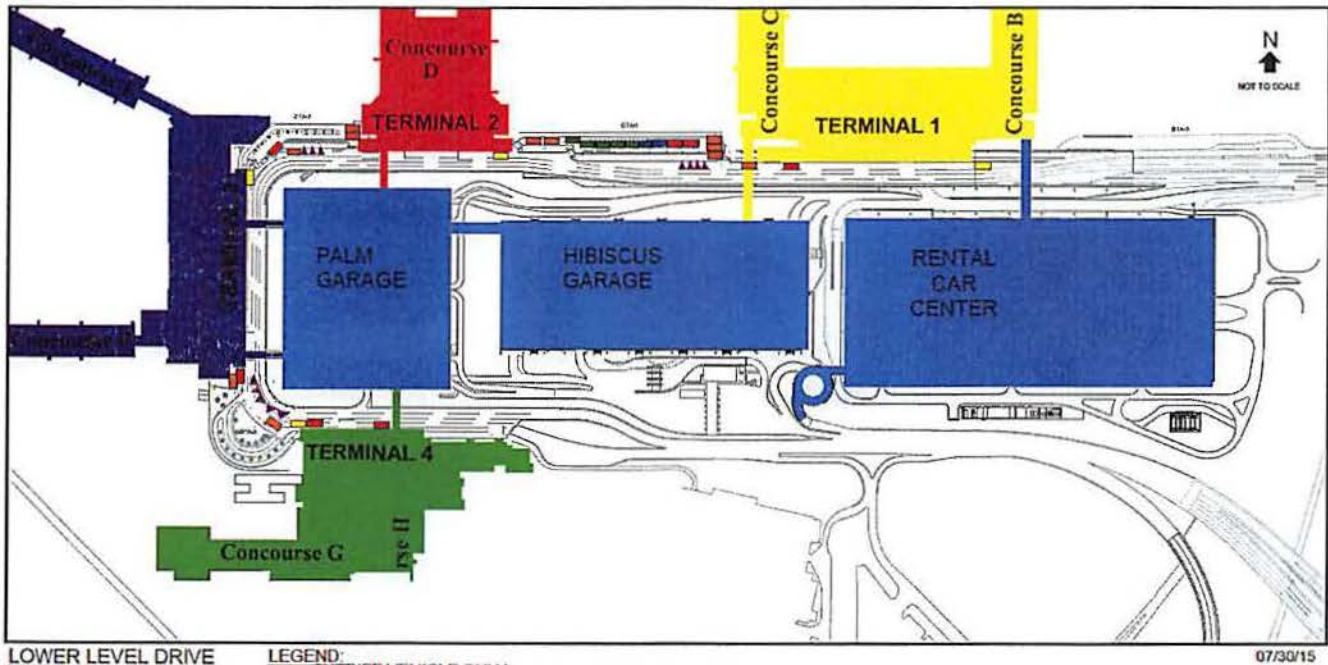 Concourse
D
TERMINAL 2
Concourse C
TERMINAL 1
Concourse B
N
NOT TO SCALE
PALM
GARAGE
HIBISCUS
GARAGE
RENTAL
CAR
CENTER
TERMINAL 4
Concourse G
rse H
LOWER LEVEL DRIVE
LEGEND:
07/30/15